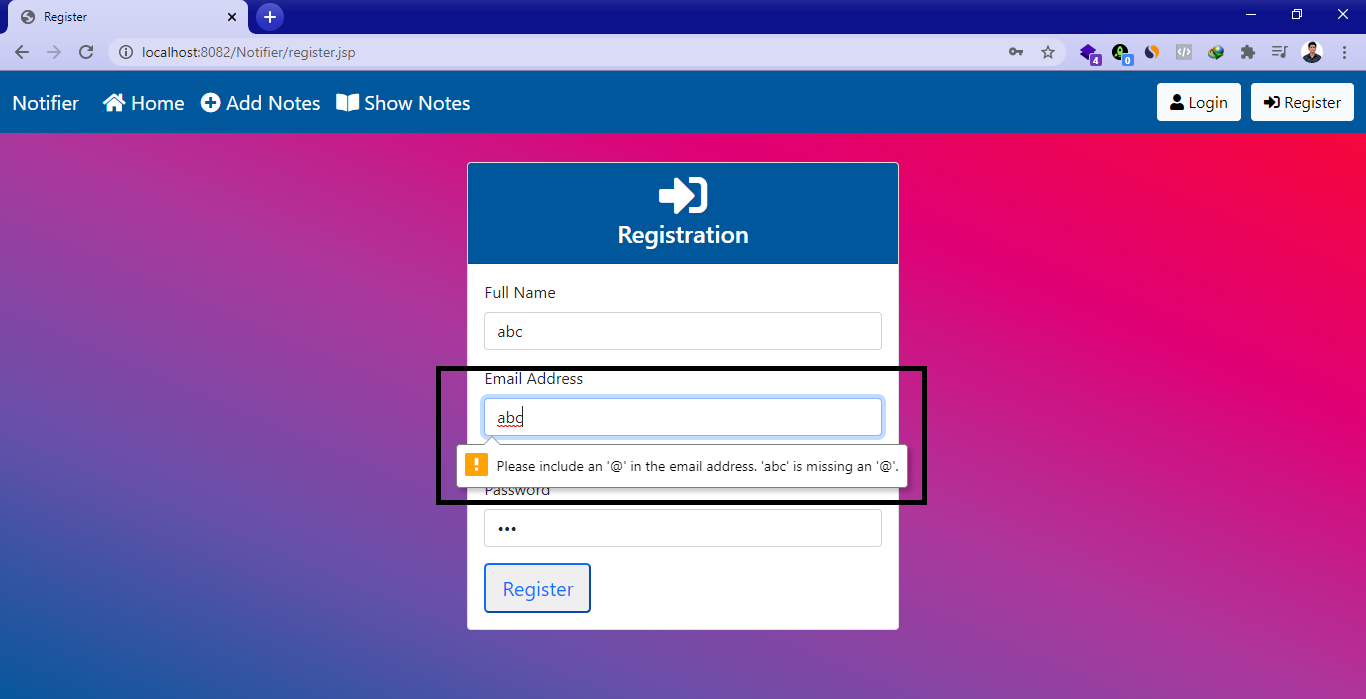 Register
localhost:8082/Notifier/register.jsp
4
0
Notifier Home Add Notes Show Notes Login Register
Registration
Full Name
abc
Email Address
abc
Please include an '@' in the email address. 'abc' is missing an '@'.
Password
•••
Register